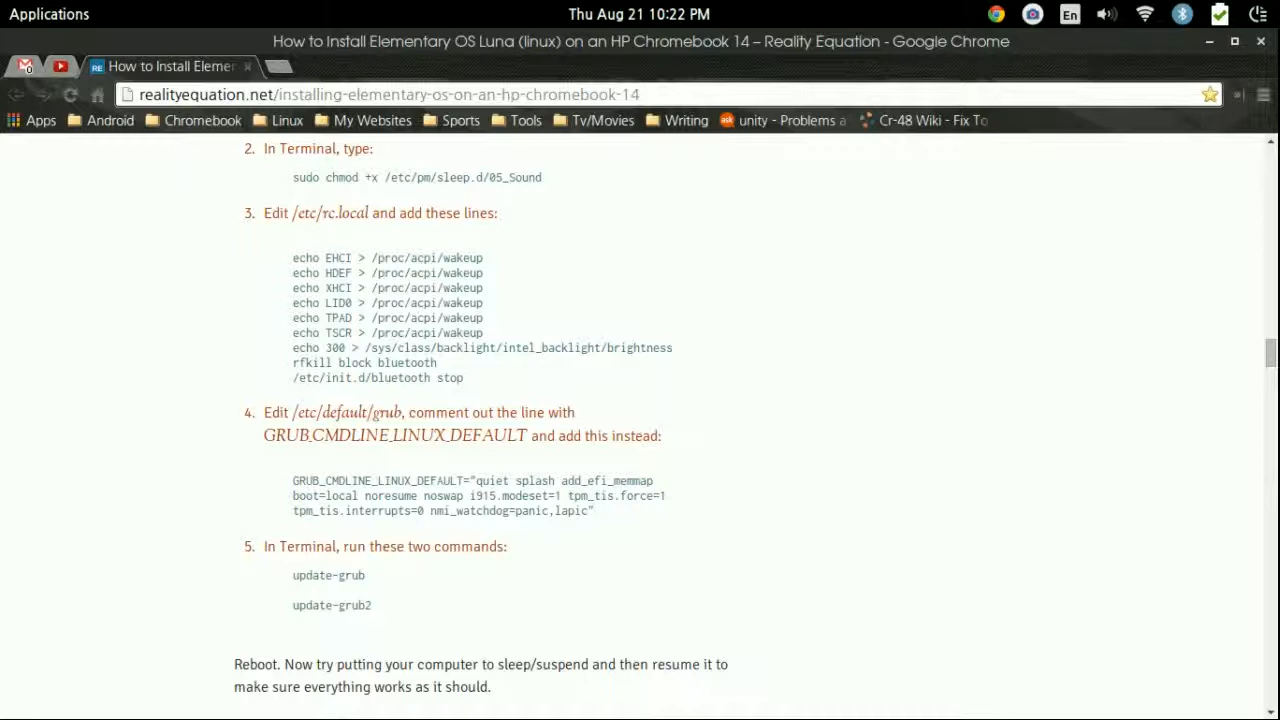 Applications
Thu Aug 21 10:22 PM
En
How to Install Elementary OS Luna (linux) on an HP Chromebook 14 – Reality Equation - Google Chrome
0
RE How to Install Elemen
realityequation.net/installing-elementary-os-on-an-hp-chromebook-14
Apps Android Chromebook Linux My Websites Sports Tools Tv/Movies Writing ask unity - Problems a Cr-48 Wiki - Fix To
2. In Terminal, type:
sudo chmod +x /etc/pm/sleep.d/05_Sound
3. Edit /etc/rc.local and add these lines:
echo EHCI > /proc/acpi/wakeup
echo HDEF > /proc/acpi/wakeup
echo XHCI > /proc/acpi/wakeup
echo LID0 > /proc/acpi/wakeup
echo TPAD > /proc/acpi/wakeup
echo TSCR > /proc/acpi/wakeup
echo 300 > /sys/class/backlight/intel_backlight/brightness
rfkill block bluetooth
/etc/init.d/bluetooth stop
4. Edit /etc/default/grub, comment out the line with
GRUB_CMDLINE_LINUX_DEFAULT and add this instead:
GRUB_CMDLINE_LINUX_DEFAULT="quiet splash add_efi_memmap
boot=local noresume noswap i915.modeset=1 tpm_tis.force=1
tpm_tis.interrupts=0 nmi_watchdog=panic,lapic"
5. In Terminal, run these two commands:
update-grub
update-grub2
Reboot. Now try putting your computer to sleep/suspend and then resume it to
make sure everything works as it should.